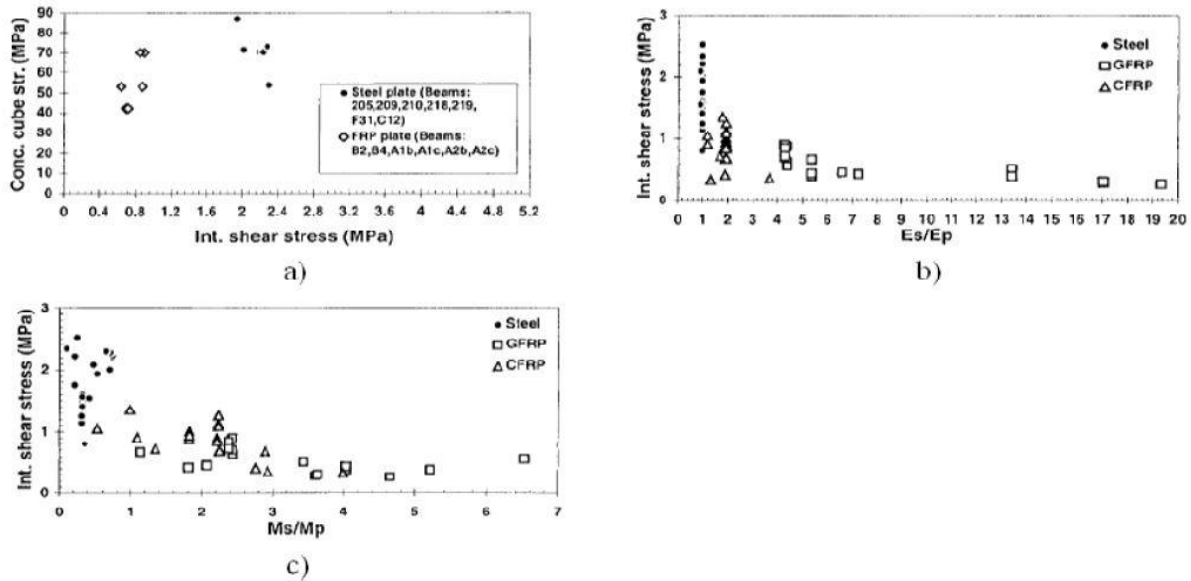 Conc. cube str. (MPa)
90
80
70
60
50
40
30
20
10
0
• Steel plate (Beams:
205,209,210,218,219,
F31,C12)
◇ FRP plate (Beams:
B2,B4,A1b,A1c,A2b,A2c)
0 0.4 0.8 1.2 1.6 2 2.4 2.8 3.2 3.6 4 4.4 4.8 5.2
Int. shear stress (MPa)
a)
Int. shear stress (MPa)
3
2
1
0
• Steel
□ GFRP
△ CFRP
0 1 2 3 4 5 6 7 8 9 10 11 12 13 14 15 16 17 18 19 20
Es/Ep
b)
Int. shear stress (MPa)
3
2
1
0
• Steel
□ GFRP
△ CFRP
0 1 2 3 4 5 6 7
Ms/Mp
c)